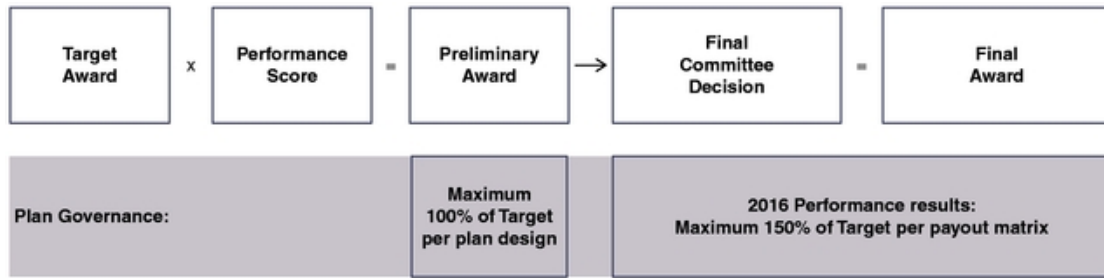 Target
Award
x
Performance
Score
=
Preliminary
Award
→
Final
Committee
Decision
=
Final
Award
Plan Governance:
Maximum
100% of Target
per plan design
2016 Performance results:
Maximum 150% of Target per payout matrix